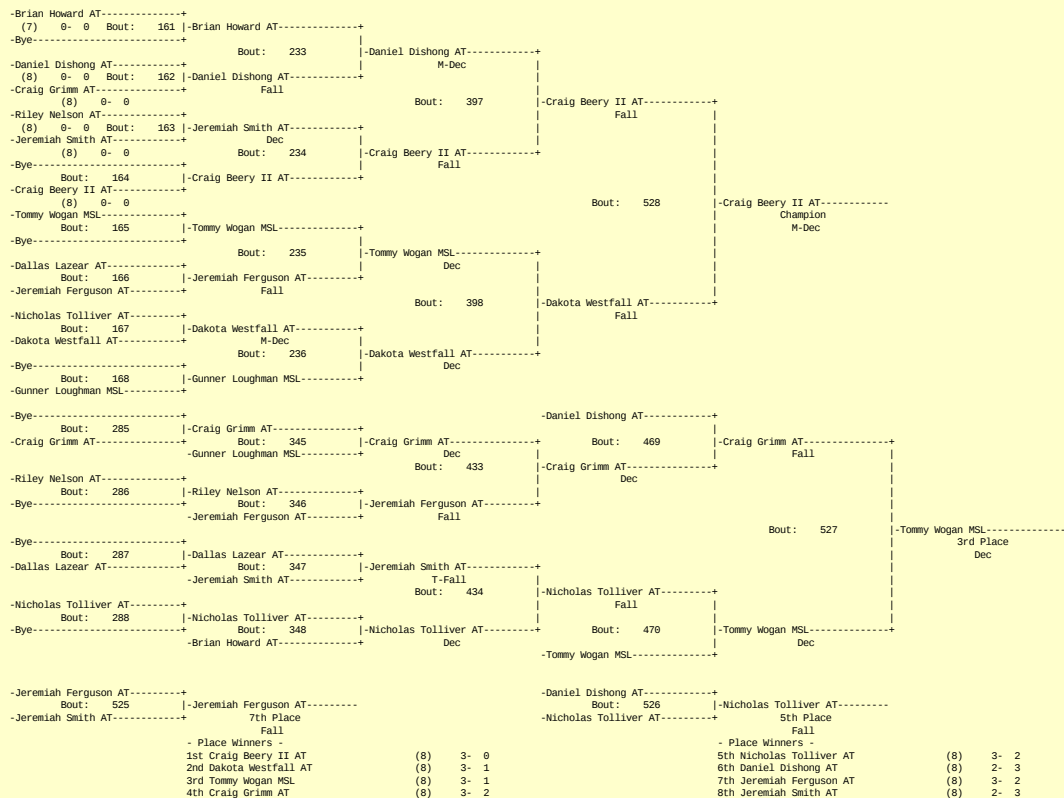 -Brian Howard AT--------------+
(7) 0- 0 Bout: 161 |-Brian Howard AT-------------+
-Bye--------------------------+ |
Bout: 233 |-Daniel Dishong AT-----------+
-Daniel Dishong AT------------+ | M-Dec |
(8) 0- 0 Bout: 162 |-Daniel Dishong AT-----------+ |
-Craig Grimm AT---------------+ Fall |
(8) 0- 0 Bout: 397 |-Craig Beery II AT-----------+
-Riley Nelson AT--------------+ | Fall |
(8) 0- 0 Bout: 163 |-Jeremiah Smith AT------------+ | |
-Jeremiah Smith AT------------+ Dec | | |
(8) 0- 0 Bout: 234 |-Craig Beery II AT-----------+ |
-Bye--------------------------+ | Fall |
Bout: 164 |-Craig Beery II AT------------+ |
-Craig Beery II AT------------+ |
(8) 0- 0 Bout: 528 |-Craig Beery II AT-----------
-Tommy Wogan MSL--------------+ | Champion
Bout: 165 |-Tommy Wogan MSL--------------+ | M-Dec
-Bye--------------------------+ | |
Bout: 235 |-Tommy Wogan MSL-------------+ |
-Dallas Lazear AT-------------+ | Dec | |
Bout: 166 |-Jeremiah Ferguson AT---------+ | |
-Jeremiah Ferguson AT---------+ Fall | |
Bout: 398 |-Dakota Westfall AT----------+
-Nicholas Tolliver AT---------+ | Fall
Bout: 167 |-Dakota Westfall AT-----------+ |
-Dakota Westfall AT-----------+ M-Dec | |
Bout: 236 |-Dakota Westfall AT----------+
-Bye--------------------------+ | Dec
Bout: 168 |-Gunner Loughman MSL----------+
-Gunner Loughman MSL----------+
-Bye--------------------------+ -Daniel Dishong AT-----------+
Bout: 285 |-Craig Grimm AT---------------+ |
-Craig Grimm AT---------------+ Bout: 345 |-Craig Grimm AT--------------+ Bout: 469 |-Craig Grimm AT--------------+
-Gunner Loughman MSL----------+ Dec | | Fall |
Bout: 433 |-Craig Grimm AT--------------+ |
-Riley Nelson AT--------------+ | Dec |
Bout: 286 |-Riley Nelson AT--------------+ | |
-Bye--------------------------+ Bout: 346 |-Jeremiah Ferguson AT--------+ |
-Jeremiah Ferguson AT---------+ Fall |
Bout: 527 |-Tommy Wogan MSL-------------
-Bye--------------------------+ | 3rd Place
Bout: 287 |-Dallas Lazear AT-------------+ | Dec
-Dallas Lazear AT-------------+ Bout: 347 |-Jeremiah Smith AT-----------+ |
-Jeremiah Smith AT------------+ T-Fall | |
Bout: 434 |-Nicholas Tolliver AT--------+ |
-Nicholas Tolliver AT---------+ | Fall | |
Bout: 288 |-Nicholas Tolliver AT---------+ | | |
-Bye--------------------------+ Bout: 348 |-Nicholas Tolliver AT--------+ Bout: 470 |-Tommy Wogan MSL-------------+
-Brian Howard AT--------------+ Dec | Dec
-Tommy Wogan MSL-------------+
-Jeremiah Ferguson AT---------+ -Daniel Dishong AT-----------+
Bout: 525 |-Jeremiah Ferguson AT--------- Bout: 526 |-Nicholas Tolliver AT--------
-Jeremiah Smith AT------------+ 7th Place -Nicholas Tolliver AT--------+ 5th Place
Fall Fall
- Place Winners - - Place Winners -
1st Craig Beery II AT (8) 3- 0 5th Nicholas Tolliver AT (8) 3- 2
2nd Dakota Westfall AT (8) 3- 1 6th Daniel Dishong AT (8) 2- 3
3rd Tommy Wogan MSL (8) 3- 1 7th Jeremiah Ferguson AT (8) 3- 2
4th Craig Grimm AT (8) 3- 2 8th Jeremiah Smith AT (8) 2- 3